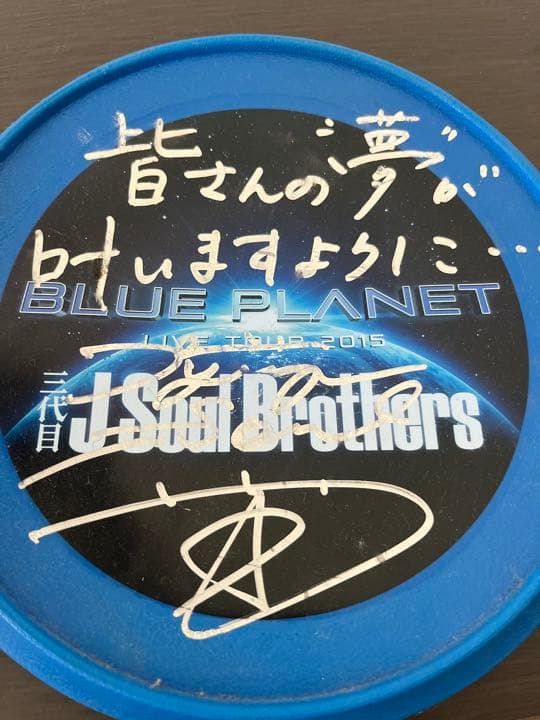 皆さんの夢が
叶いますように…
BLUE PLANET
LIVE TOUR 2015
三代目 J Soul Brothers